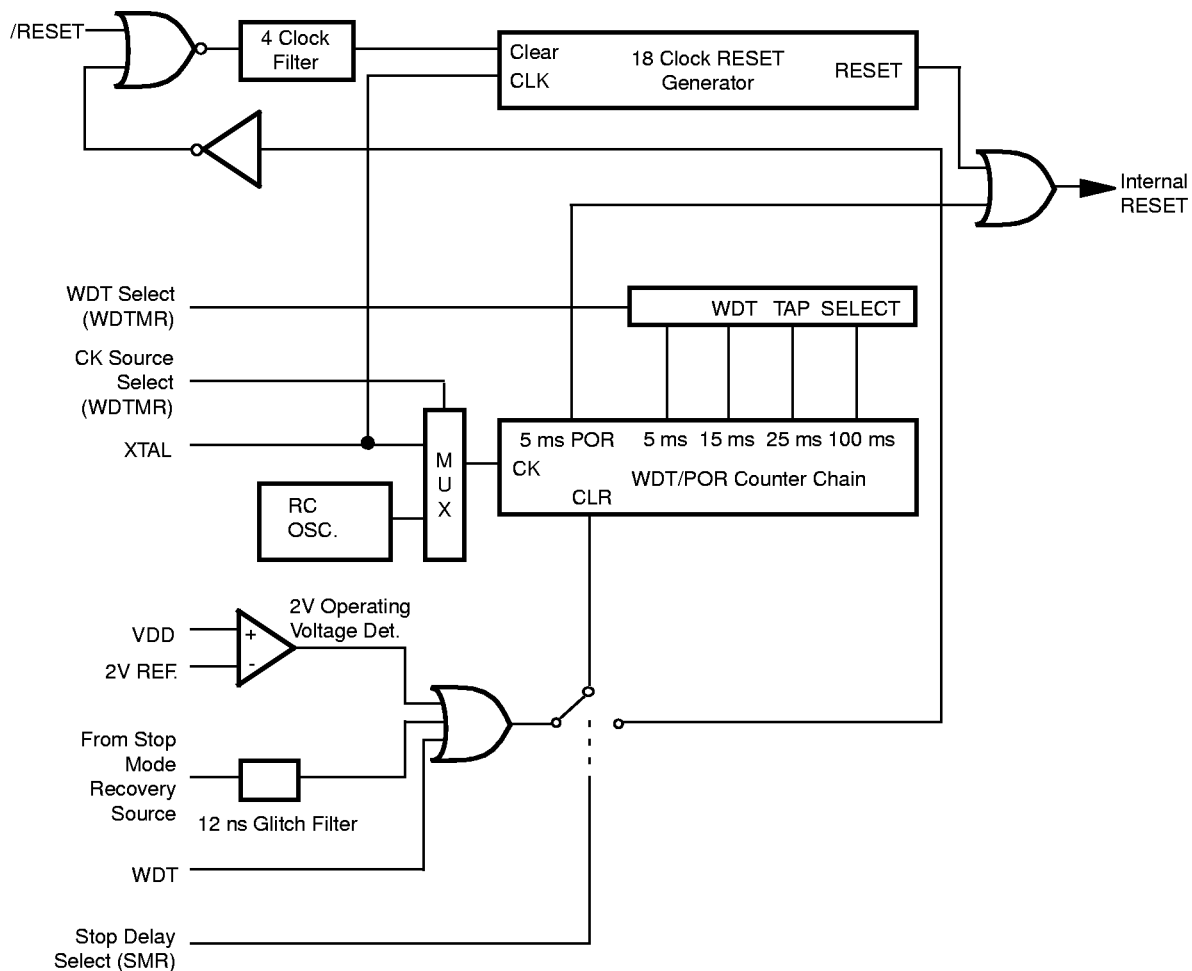 /RESET
4 Clock
Filter
Clear
CLK
18 Clock RESET
Generator
RESET
Internal
RESET
WDT Select
(WDTMR)
WDT TAP SELECT
CK Source
Select
(WDTMR)
XTAL
M
U
X
5 ms POR 5 ms 15 ms 25 ms 100 ms
CK
WDT/POR Counter Chain
CLR
RC
OSC.
2V Operating
Voltage Det.
VDD
+
2V REF.
-
From Stop
Mode
Recovery
Source
12 ns Glitch Filter
WDT
Stop Delay
Select (SMR)